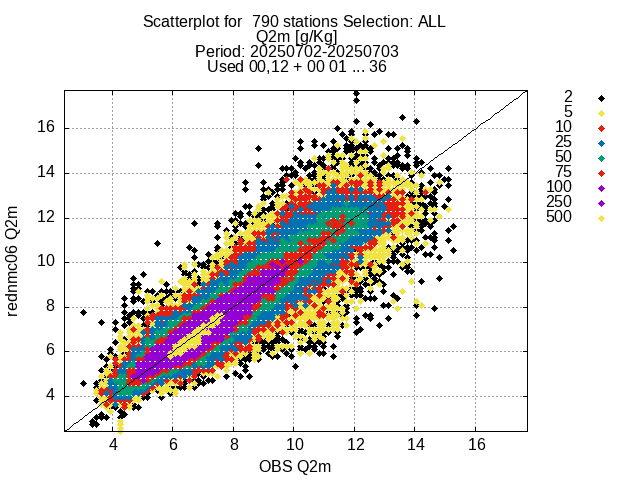 Scatterplot for  790 stations Selection: ALL
Q2m [g/Kg]
Period: 20250702-20250703
Used 00,12 + 00 01 ... 36
2
5
10
25
50
75
100
250
500
16
14
12
10
8
6
4
rednmc06 Q2m
4 6 8 10 12 14 16
OBS Q2m